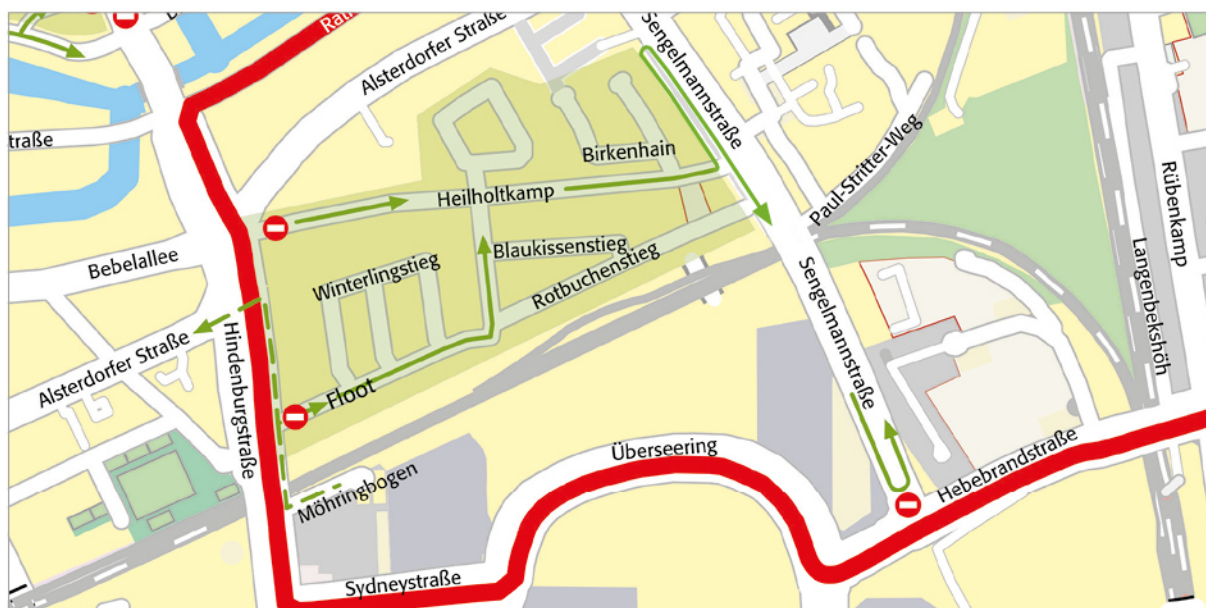 Alsterdorfer Straße
Sengelmannstraße
traße
Birkenhain
Paul-Stritter-Weg
Rübenkamp
Heilholtkamp
Bebelallee
Blaukissenstieg
Winterlingstieg
Rotbuchenstieg
Langenbekshöh
Sengelmannstraße
Alsterdorfer Straße
Hindenburgstraße
Floot
Überseering
Hebebrandstraße
Möhringbogen
Sydneystraße